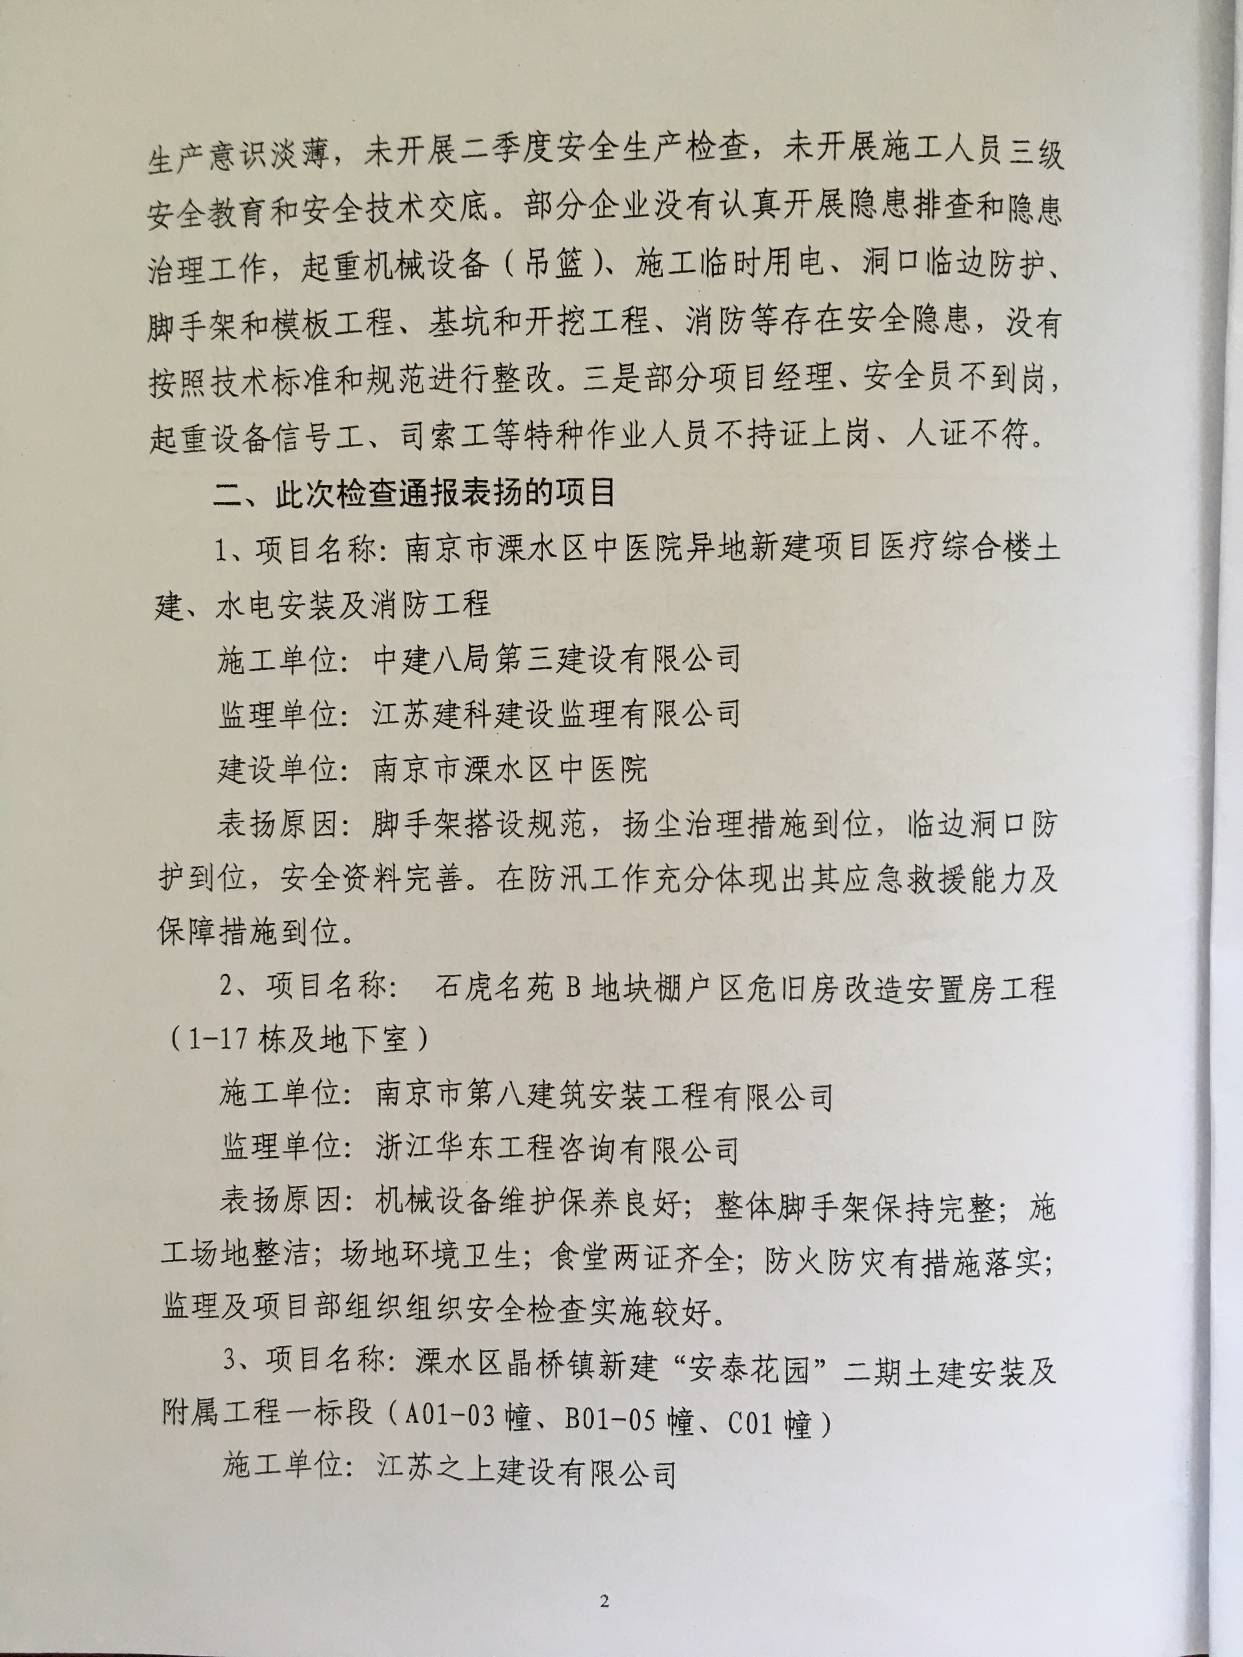 生产意识淡薄，未开展二季度安全生产检查，未开展施工人员三级
安全教育和安全技术交底。部分企业没有认真开展隐患排查和隐患
治理工作，起重机械设备（吊篮）、施工临时用电、洞口临边防护、
脚手架和模板工程、基坑和开挖工程、消防等存在安全隐患，没有
按照技术标准和规范进行整改。三是部分项目经理、安全员不到岗，
起重设备信号工、司索工等特种作业人员不持证上岗、人证不符。
二、此次检查通报表扬的项目
1、项目名称：南京市溧水区中医院异地新建项目医疗综合楼土
建、水电安装及消防工程
施工单位：中建八局第三建设有限公司
监理单位：江苏建科建设监理有限公司
建设单位：南京市溧水区中医院
表扬原因：脚手架搭设规范，扬尘治理措施到位，临边洞口防
护到位，安全资料完善。在防汛工作充分体现出其应急救援能力及
保障措施到位。
2、项目名称： 石虎名苑 B 地块棚户区危旧房改造安置房工程
（1-17 栋及地下室）
施工单位：南京市第八建筑安装工程有限公司
监理单位：浙江华东工程咨询有限公司
表扬原因：机械设备维护保养良好；整体脚手架保持完整；施
工场地整洁；场地环境卫生；食堂两证齐全；防火防灾有措施落实；
监理及项目部组织组织安全检查实施较好。
3、项目名称：溧水区晶桥镇新建“安泰花园”二期土建安装及
附属工程一标段（A01-03 幢、B01-05 幢、C01 幢）
施工单位：江苏之上建设有限公司
2